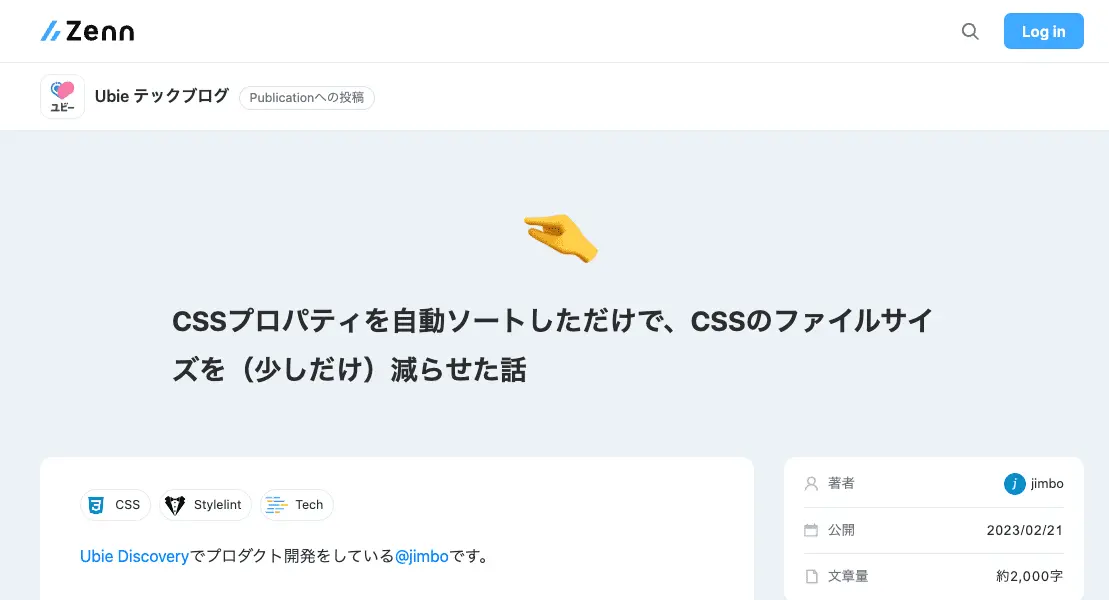 Zenn
Log in
ユビー
Ubie テックブログ
Publicationへの投稿
CSSプロパティを自動ソートしただけで、CSSのファイルサイ
ズを（少しだけ）減らせた話
CSS
Stylelint
Tech
Ubie Discoveryでプロダクト開発をしている@jimboです。
著者
j jimbo
公開
2023/02/21
文章量
約2,000字